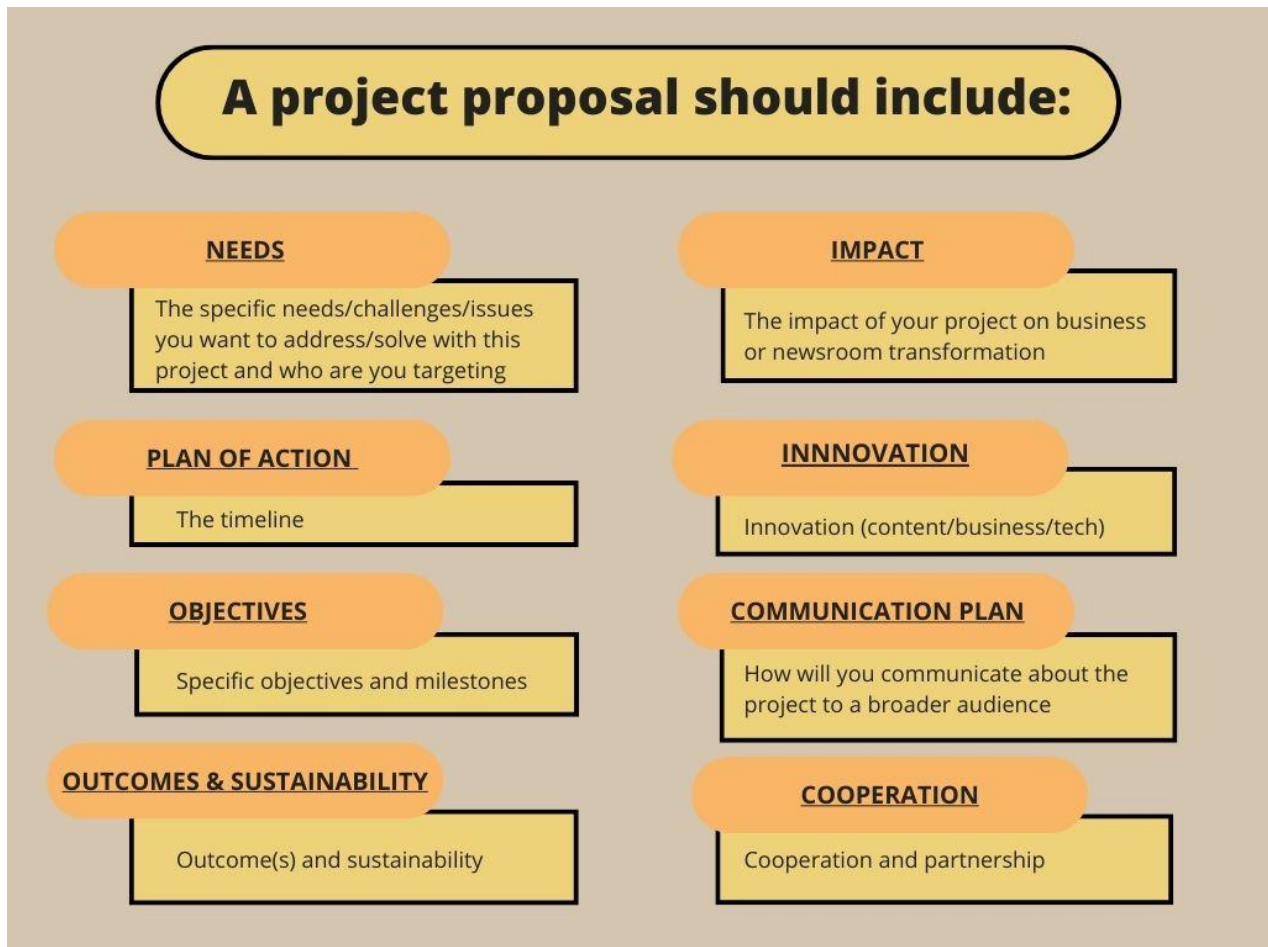 A project proposal should include:
NEEDS
The specific needs/challenges/issues
you want to address/solve with this
project and who are you targeting
PLAN OF ACTION
The timeline
OBJECTIVES
Specific objectives and milestones
OUTCOMES & SUSTAINABILITY
Outcome(s) and sustainability
IMPACT
The impact of your project on business
or newsroom transformation
INNNOVATION
Innovation (content/business/tech)
COMMUNICATION PLAN
How will you communicate about the
project to a broader audience
COOPERATION
Cooperation and partnership